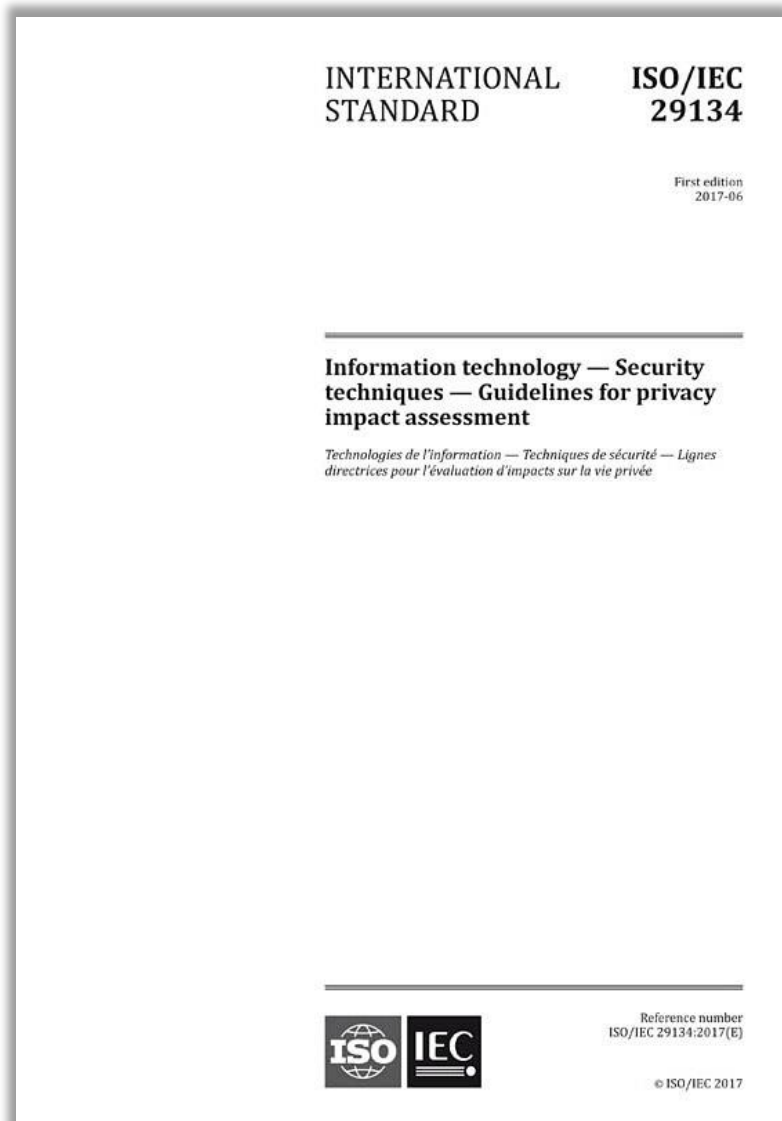 INTERNATIONAL STANDARD
ISO/IEC 29134
First edition
2017-06
Information technology — Security
techniques — Guidelines for privacy
impact assessment
Technologies de l'information — Techniques de sécurité — Lignes
directrices pour l'évaluation d'impacts sur la vie privée
ISO IEC
Reference number
ISO/IEC 29134:2017(E)
© ISO/IEC 2017